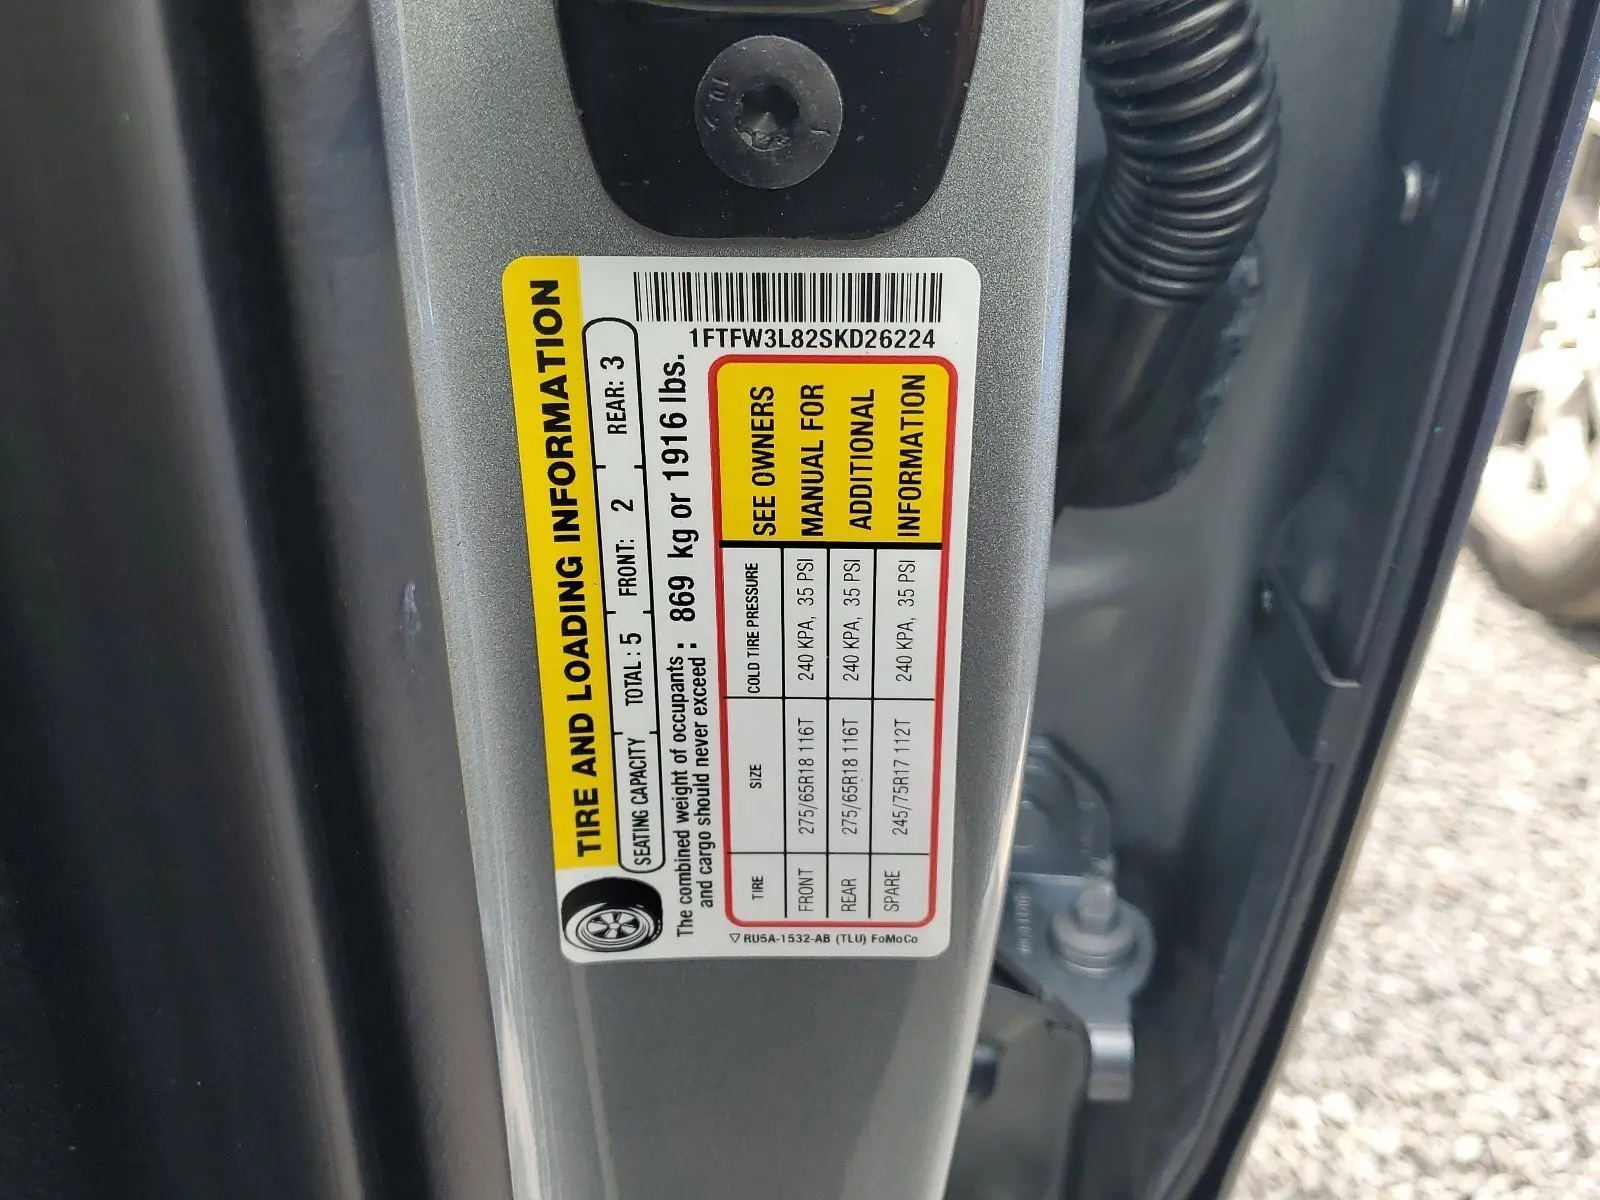 1FTFW3L82SKD26224
TIRE AND LOADING INFORMATION
SEATING CAPACITY TOTAL : 5 FRONT: 2 REAR: 3
The combined weight of occupants
and cargo should never exceed : 869 kg or 1916 lbs.
TIRE SIZE COLD TIRE PRESSURE
FRONT 275/65R18 116T 240 KPA, 35 PSI
REAR 275/65R18 116T 240 KPA, 35 PSI
SPARE 245/75R17 112T 240 KPA, 35 PSI
SEE OWNERS
MANUAL FOR
ADDITIONAL
INFORMATION
RU5A-1532-AB (TLU) FoMoCo